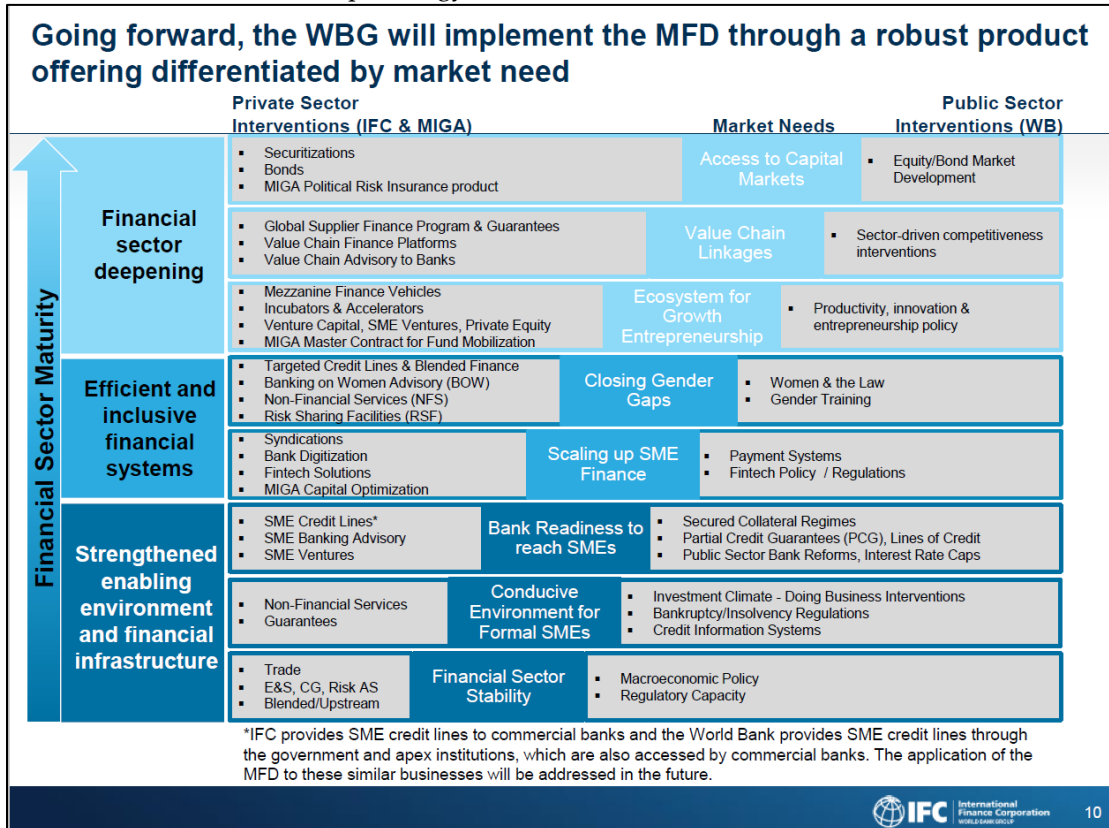 Going forward, the WBG will implement the MFD through a robust product
offering differentiated by market need
Private Sector
Interventions (IFC & MIGA)
Market Needs
Public Sector
Interventions (WB)
Financial Sector Maturity
Financial
sector
deepening
▪ Securitizations
▪ Bonds
▪ MIGA Political Risk Insurance product
Access to Capital
Markets
▪ Equity/Bond Market
Development
▪ Global Supplier Finance Program & Guarantees
▪ Value Chain Finance Platforms
▪ Value Chain Advisory to Banks
Value Chain
Linkages
▪ Sector-driven competitiveness
interventions
▪ Mezzanine Finance Vehicles
▪ Incubators & Accelerators
▪ Venture Capital, SME Ventures, Private Equity
▪ MIGA Master Contract for Fund Mobilization
Ecosystem for
Growth
Entrepreneurship
▪ Productivity, innovation &
entrepreneurship policy
Efficient and
inclusive
financial
systems
▪ Targeted Credit Lines & Blended Finance
▪ Banking on Women Advisory (BOW)
▪ Non-Financial Services (NFS)
▪ Risk Sharing Facilities (RSF)
Closing Gender
Gaps
▪ Women & the Law
▪ Gender Training
▪ Syndications
▪ Bank Digitization
▪ Fintech Solutions
▪ MIGA Capital Optimization
Scaling up SME
Finance
▪ Payment Systems
▪ Fintech Policy / Regulations
Strengthened
enabling
environment
and financial
infrastructure
▪ SME Credit Lines*
▪ SME Banking Advisory
▪ SME Ventures
Bank Readiness to
reach SMEs
▪ Secured Collateral Regimes
▪ Partial Credit Guarantees (PCG), Lines of Credit
▪ Public Sector Bank Reforms, Interest Rate Caps
▪ Non-Financial Services
▪ Guarantees
Conducive
Environment for
Formal SMEs
▪ Investment Climate - Doing Business Interventions
▪ Bankruptcy/Insolvency Regulations
▪ Credit Information Systems
▪ Trade
▪ E&S, CG, Risk AS
▪ Blended/Upstream
Financial Sector
Stability
▪ Macroeconomic Policy
▪ Regulatory Capacity
*IFC provides SME credit lines to commercial banks and the World Bank provides SME credit lines through
the government and apex institutions, which are also accessed by commercial banks. The application of the
MFD to these similar businesses will be addressed in the future.
IFC
International
Finance Corporation
WORLD BANK GROUP
10